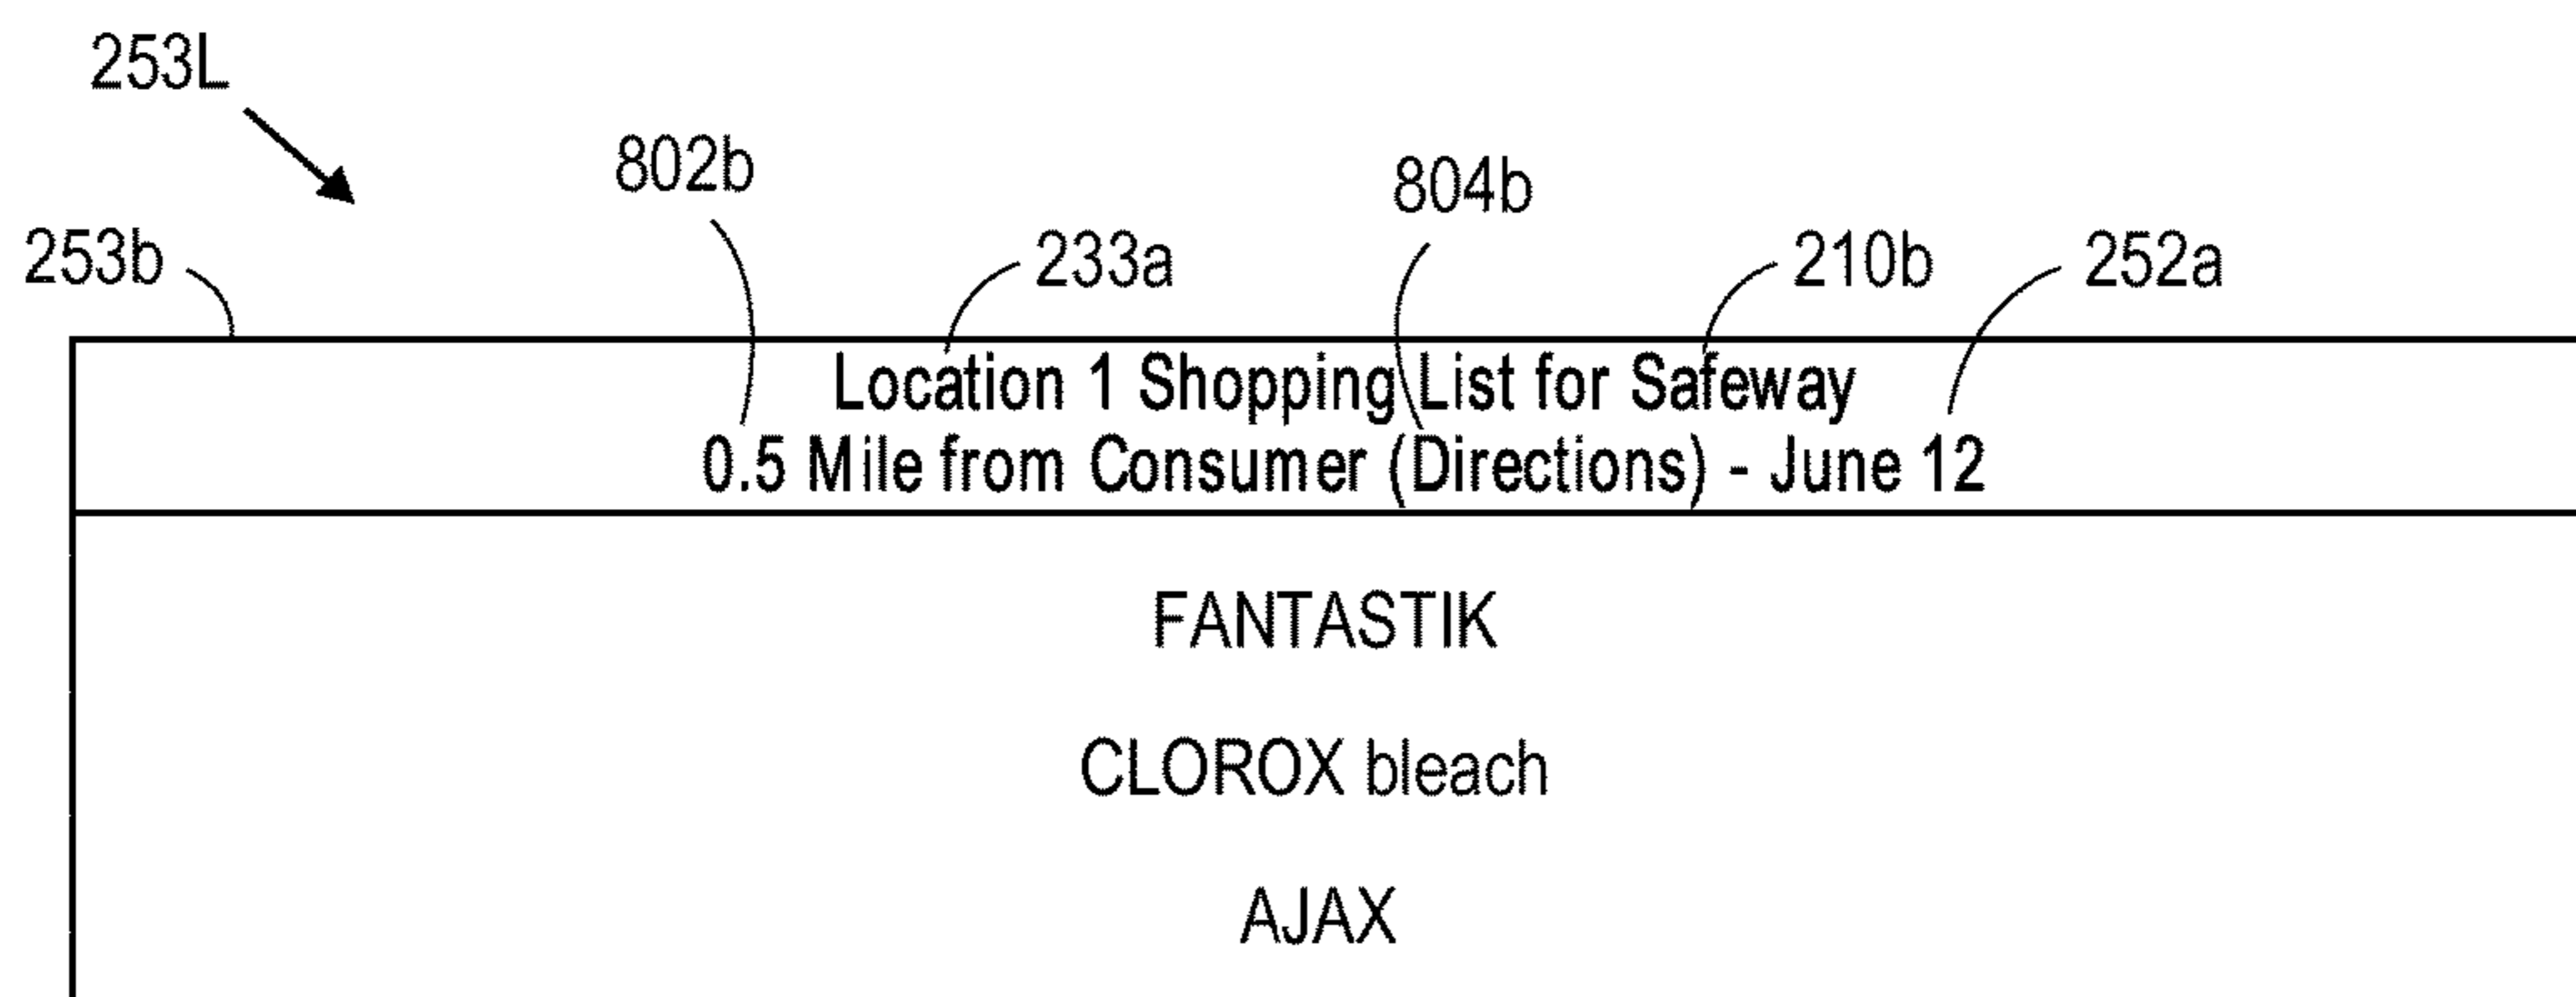 253L
802b
804b
253b
233a
210b
252a
Location 1 Shopping List for Safeway
0.5 Mile from Consumer (Directions) - June 12
FANTASTIK
CLOROX bleach
AJAX